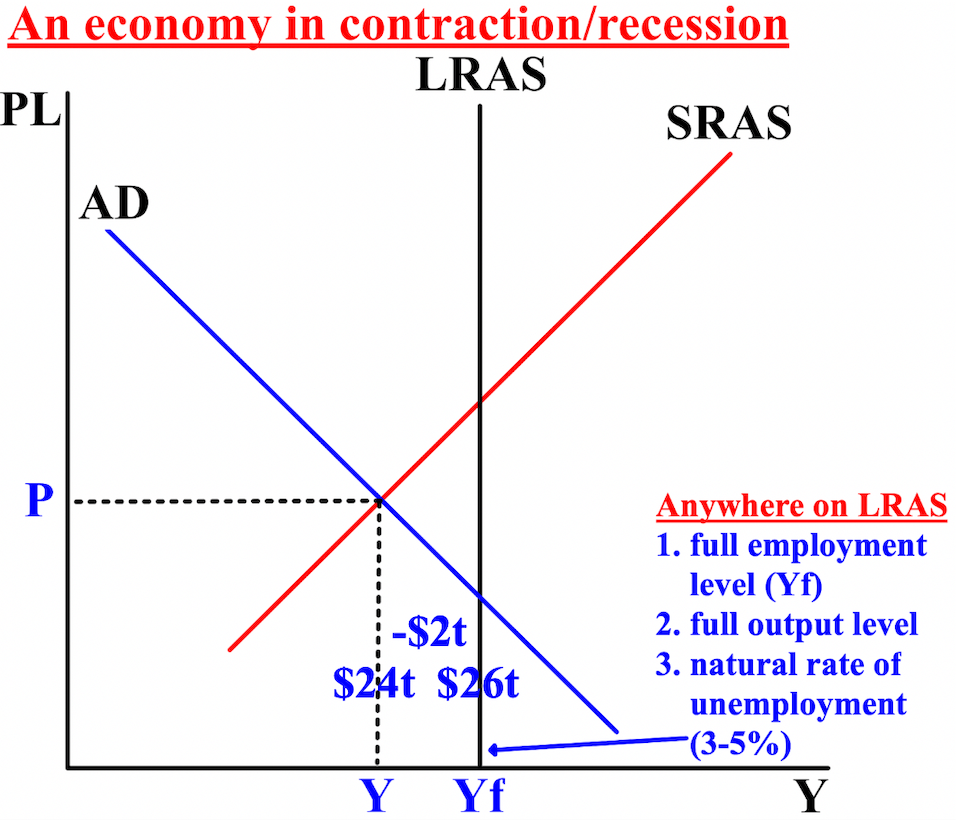 An economy in contraction/recession
LRAS
PL
SRAS
AD
P
Anywhere on LRAS
1. full employment
level (Yf)
2. full output level
3. natural rate of
unemployment
(3-5%)
-$2t
$24t $26t
Y Yf Y